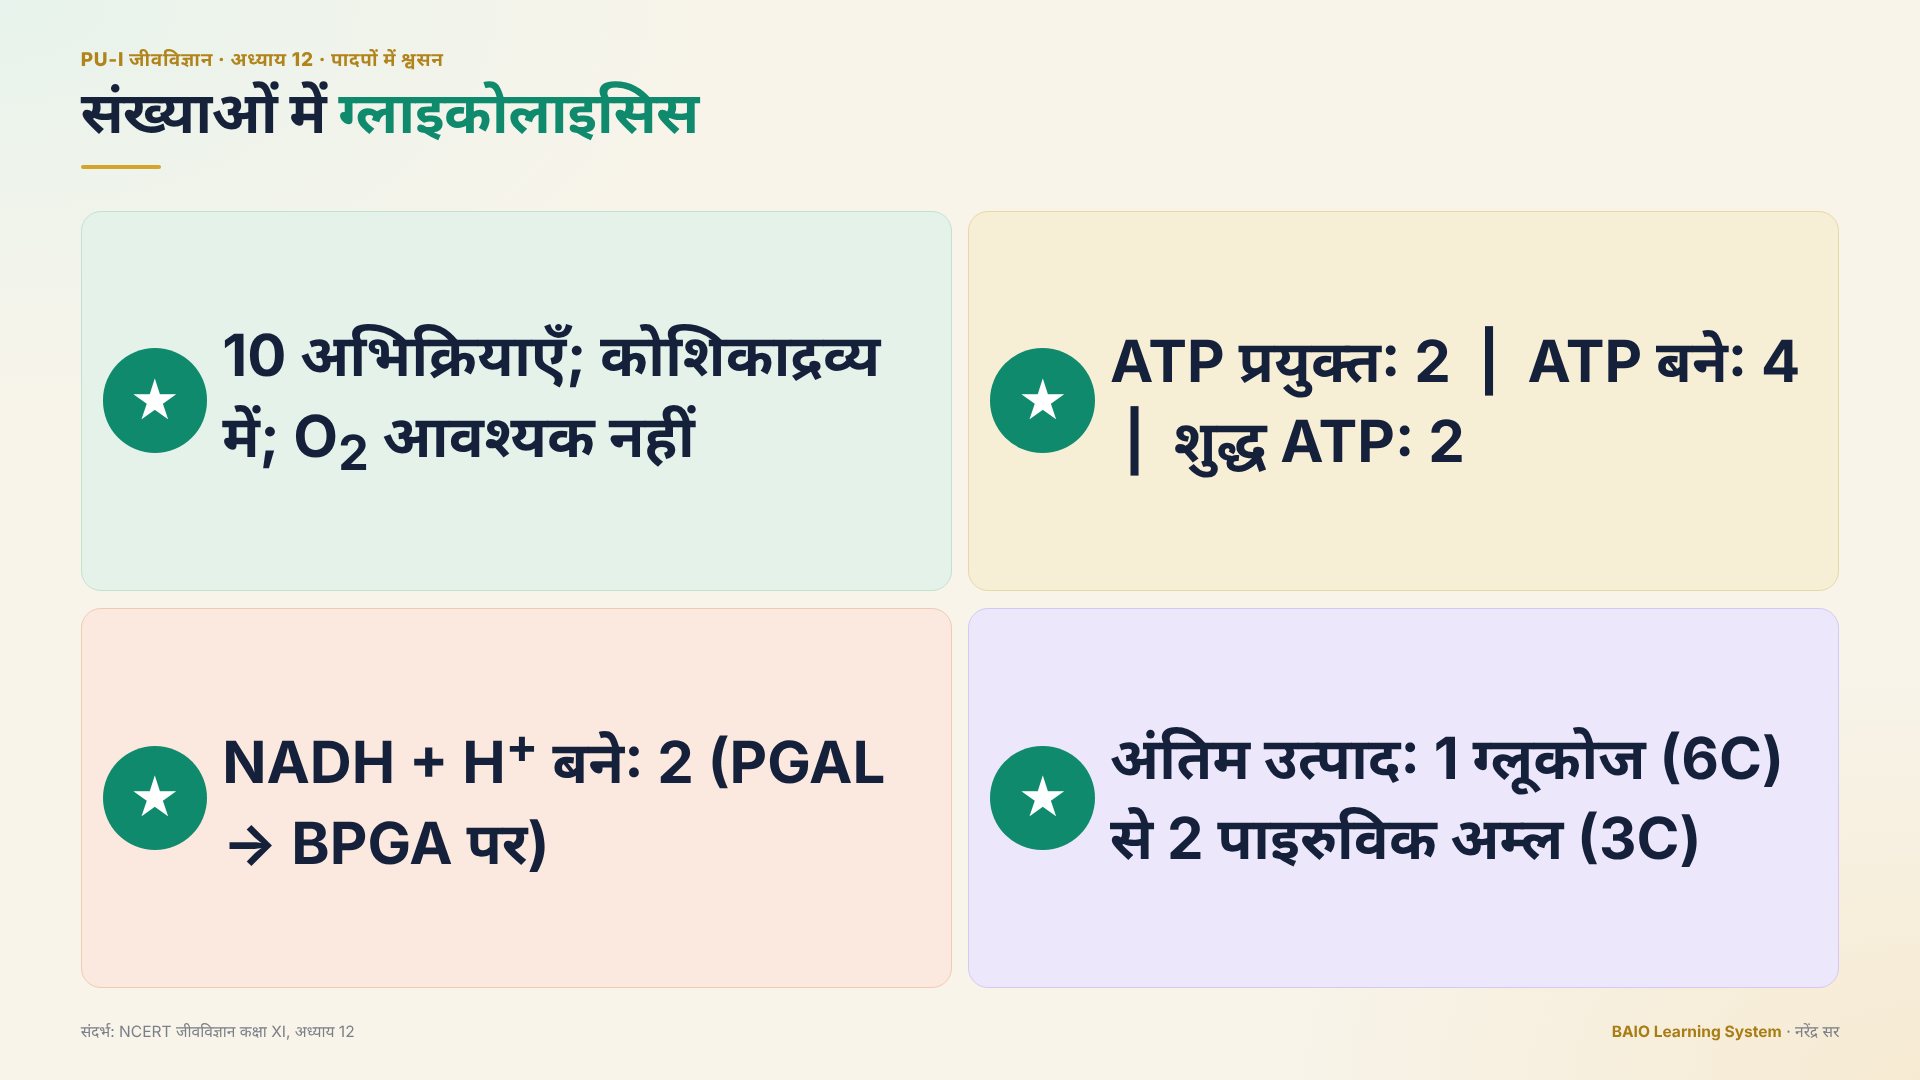 PU-I जीवविज्ञान · अध्याय 12 · पादपों में श्वसन
संख्याओं में ग्लाइकोलाइसिस
★ 10 अभिक्रियाएँ; कोशिकाद्रव्य
में; O₂ आवश्यक नहीं
★ ATP प्रयुक्त: 2 | ATP बने: 4
| शुद्ध ATP: 2
★ NADH + H⁺ बने: 2 (PGAL
→ BPGA पर)
★ अंतिम उत्पाद: 1 ग्लूकोज (6C)
से 2 पाइरुविक अम्ल (3C)
संदर्भ: NCERT जीवविज्ञान कक्षा XI, अध्याय 12
BAIO Learning System · नरेंद्र सर